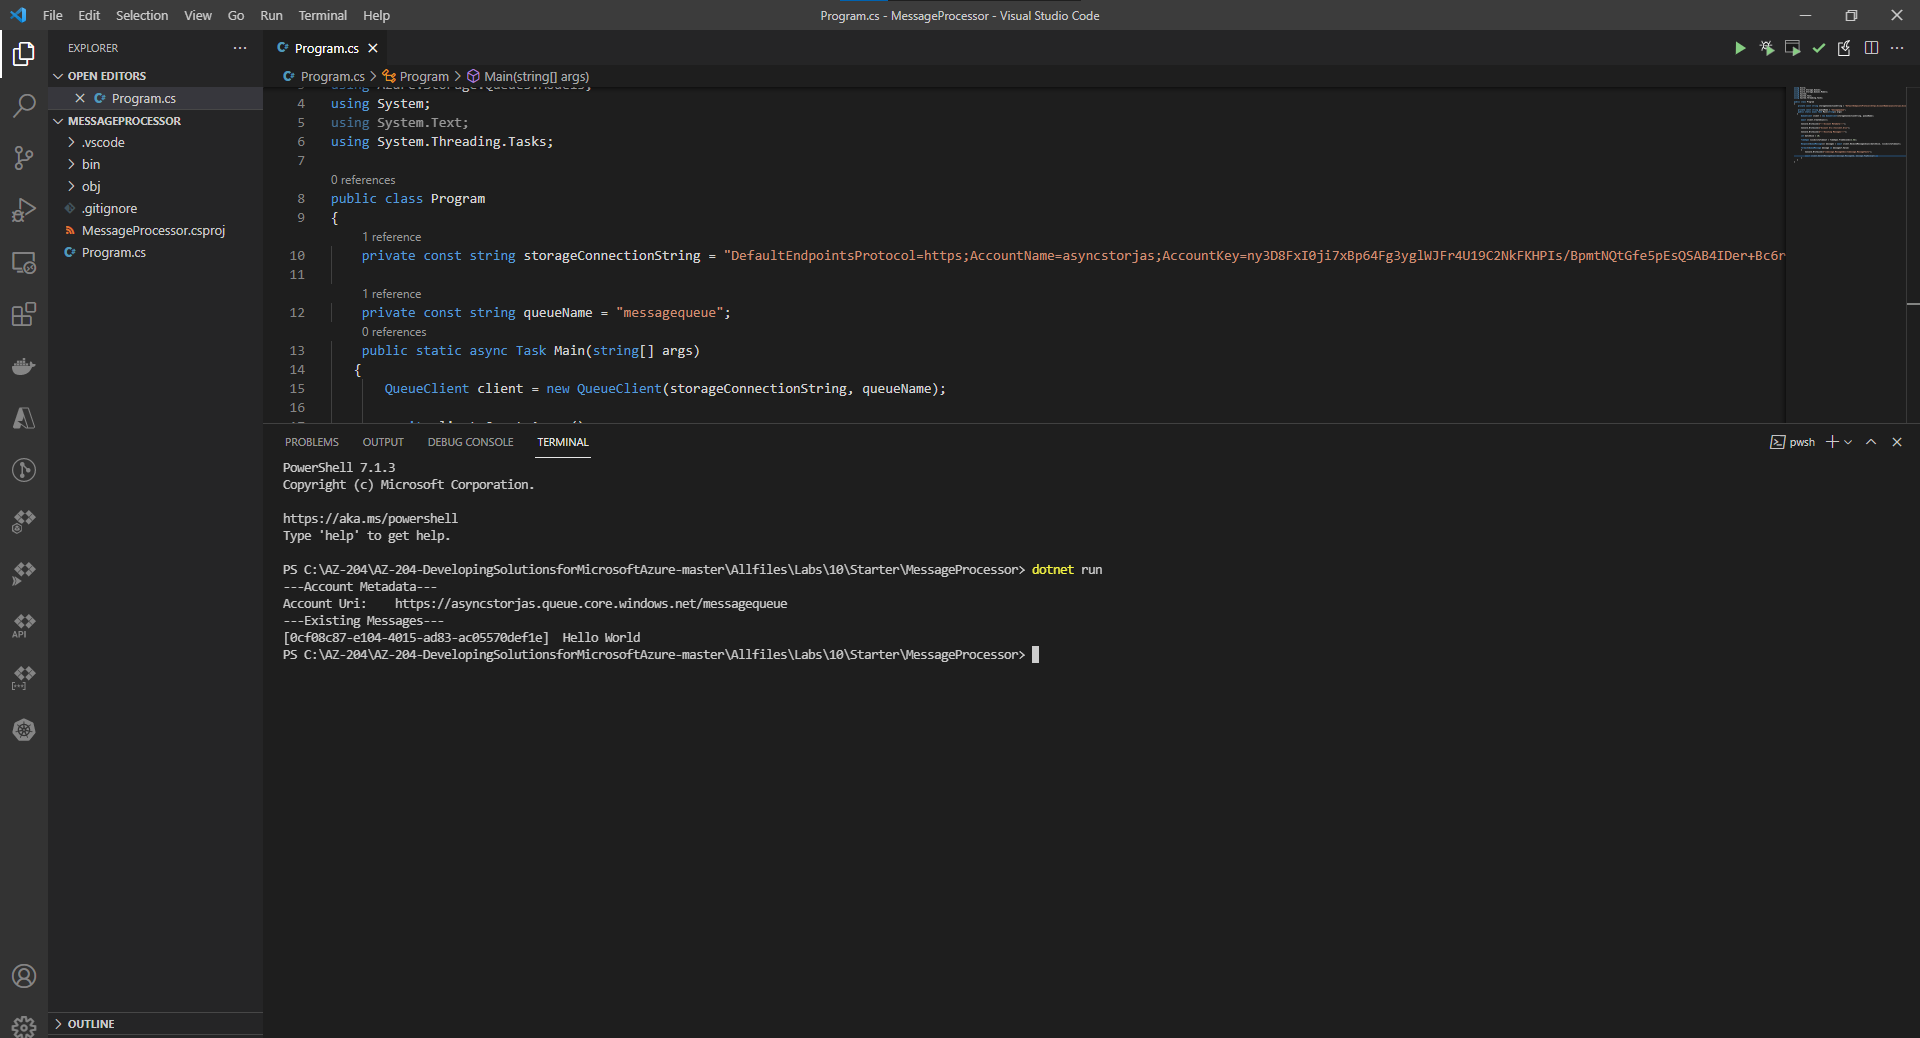 File Edit Selection View Go Run Terminal Help
Program.cs - MessageProcessor - Visual Studio Code
EXPLORER
OPEN EDITORS
Program.cs
MESSAGEPROCESSOR
.vscode
bin
obj
.gitignore
MessageProcessor.csproj
Program.cs
OUTLINE
API
Program.cs
Program.cs > Program > Main(string[] args)
using Azure.Storage.Queues.Models;
4 using System;
5 using System.Text;
6 using System.Threading.Tasks;
7
0 references
8 public class Program
9 {
1 reference
10 private const string storageConnectionString = "DefaultEndpointsProtocol=https;AccountName=asyncstorjas;AccountKey=ny3D8FxI0ji7xBp64Fg3yglWJFr4U19C2NkFKHPIs/BpmtNQtGfe5pEsQSAB4IDer+Bc6r
11
1 reference
12 private const string queueName = "messagequeue";
0 references
13 public static async Task Main(string[] args)
14 {
15 QueueClient client = new QueueClient(storageConnectionString, queueName);
16
PROBLEMS OUTPUT DEBUG CONSOLE TERMINAL
pwsh
PowerShell 7.1.3
Copyright (c) Microsoft Corporation.
https://aka.ms/powershell
Type 'help' to get help.
PS C:\AZ-204\AZ-204-DevelopingSolutionsforMicrosoftAzure-master\Allfiles\Labs\10\Starter\MessageProcessor> dotnet run
---Account Metadata---
Account Uri: https://asyncstorjas.queue.core.windows.net/messagequeue
---Existing Messages---
[0cf08c87-e104-4015-ad83-ac05570def1e] Hello World
PS C:\AZ-204\AZ-204-DevelopingSolutionsforMicrosoftAzure-master\Allfiles\Labs\10\Starter\MessageProcessor>